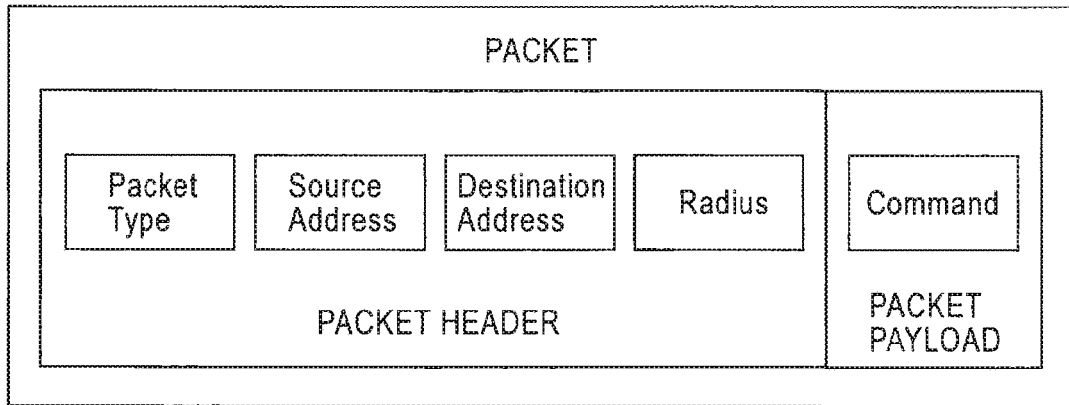 PACKET
Packet
Type
Source
Address
Destination
Address
Radius
Command
PACKET HEADER
PACKET
PAYLOAD